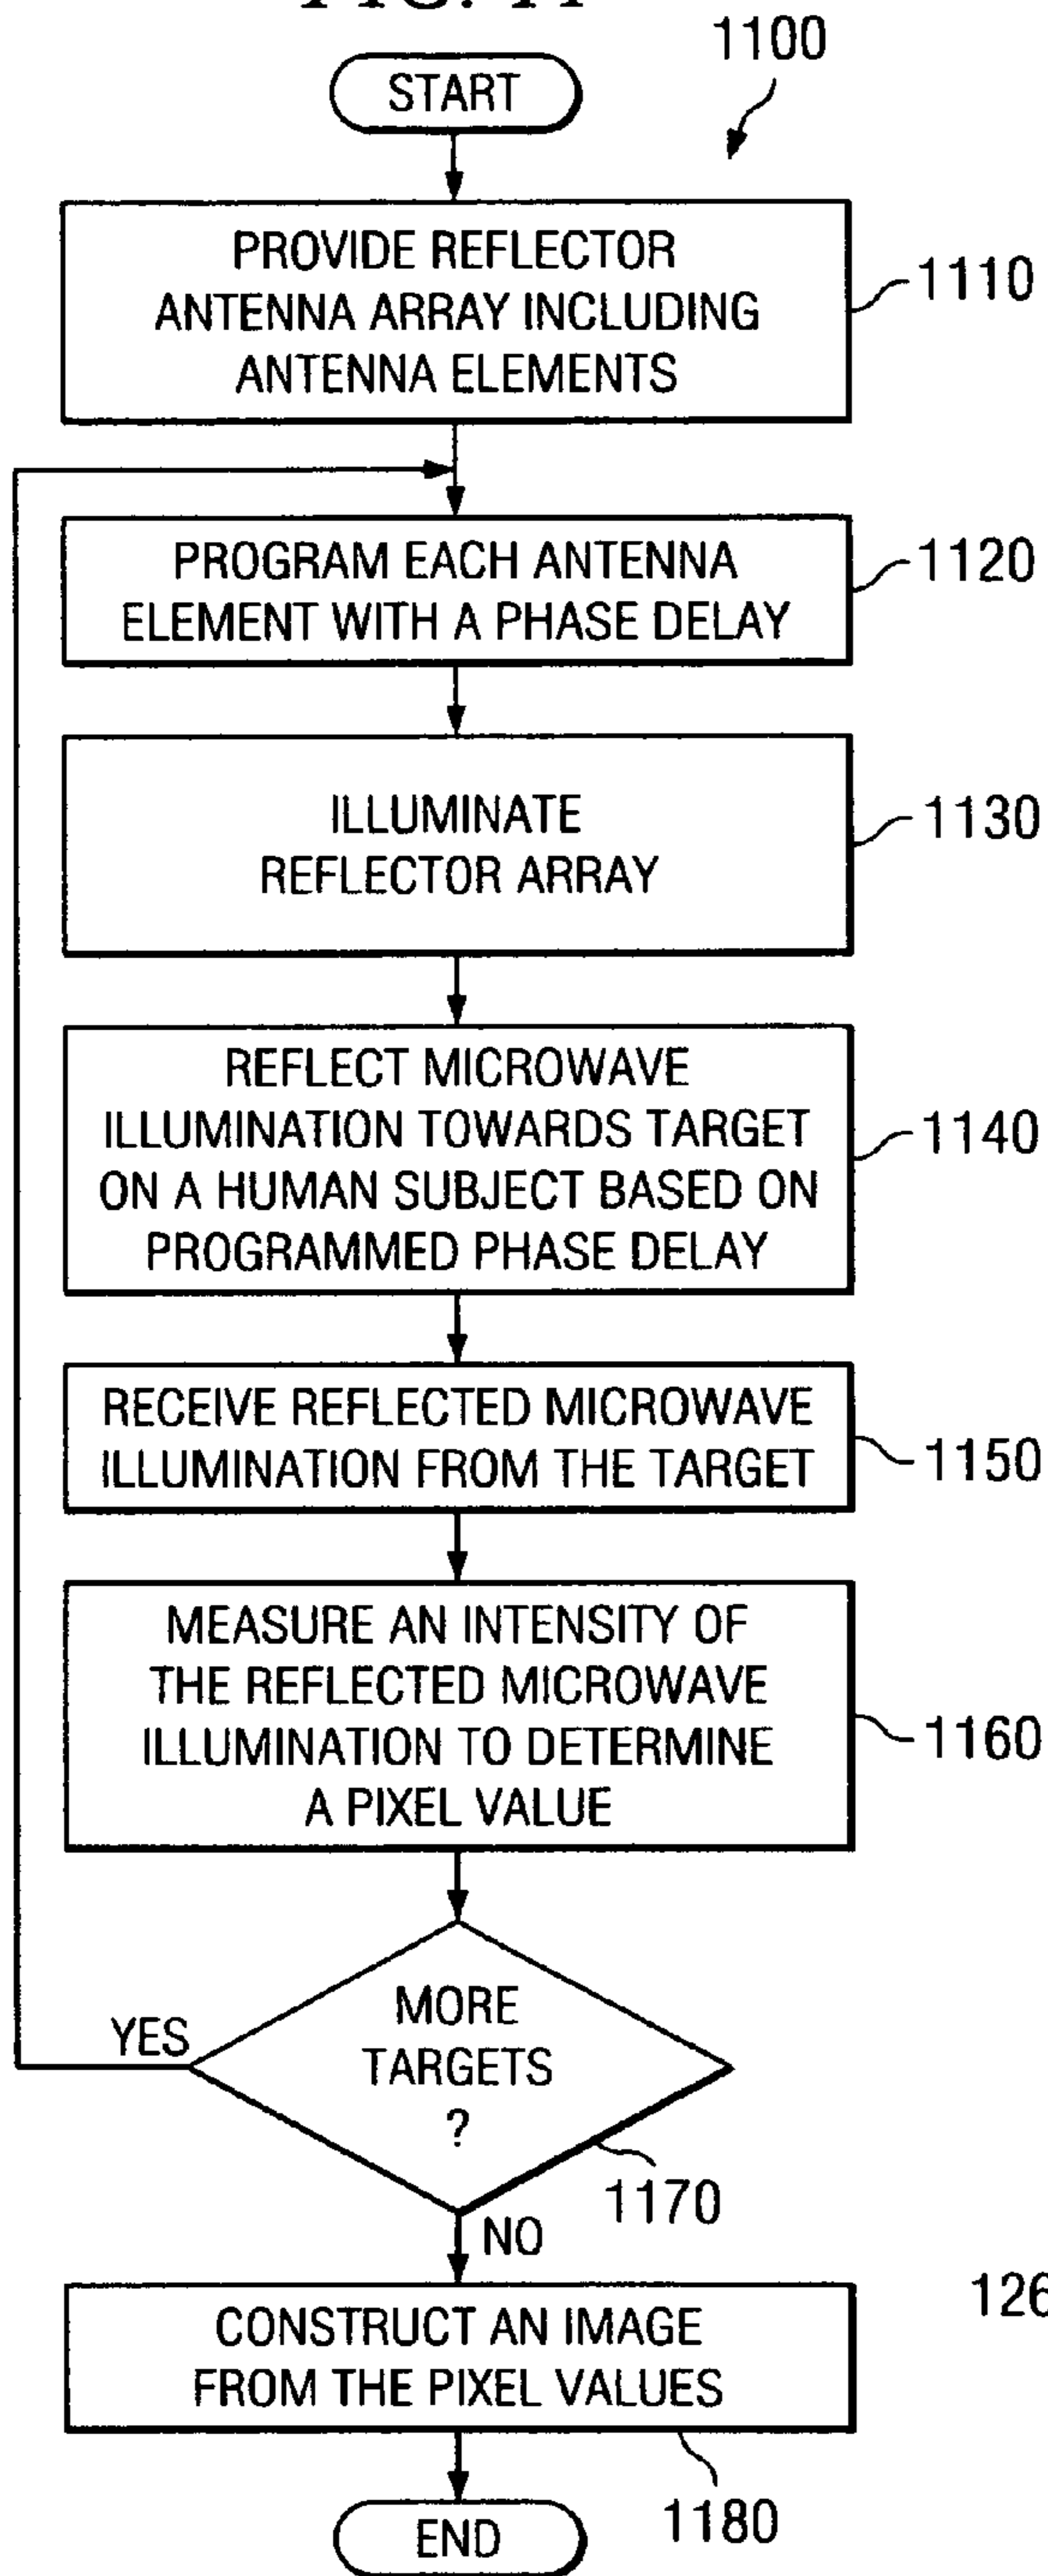 1100
START
PROVIDE REFLECTOR
ANTENNA ARRAY INCLUDING
ANTENNA ELEMENTS
1110
PROGRAM EACH ANTENNA
ELEMENT WITH A PHASE DELAY
1120
ILLUMINATE
REFLECTOR ARRAY
1130
REFLECT MICROWAVE
ILLUMINATION TOWARDS TARGET
ON A HUMAN SUBJECT BASED ON
PROGRAMMED PHASE DELAY
1140
RECEIVE REFLECTED MICROWAVE
ILLUMINATION FROM THE TARGET
1150
MEASURE AN INTENSITY OF
THE REFLECTED MICROWAVE
ILLUMINATION TO DETERMINE
A PIXEL VALUE
1160
MORE
TARGETS
?
YES
1170
NO
CONSTRUCT AN IMAGE
FROM THE PIXEL VALUES
126
1180
END